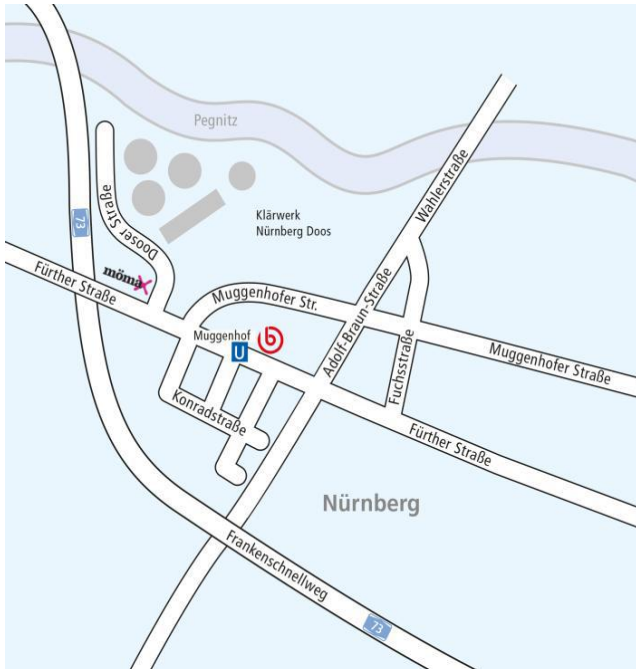 Pegnitz
Wahlerstraße
Klärwerk
Nürnberg Doos
73
Dooser Straße
mömax
Fürther Straße
Muggenhofer Str.
Muggenhof
U
b
Adolf-Braun-Straße
Fuchsstraße
Muggenhofer Straße
Konradstraße
Fürther Straße
Nürnberg
Frankenschnellweg
73